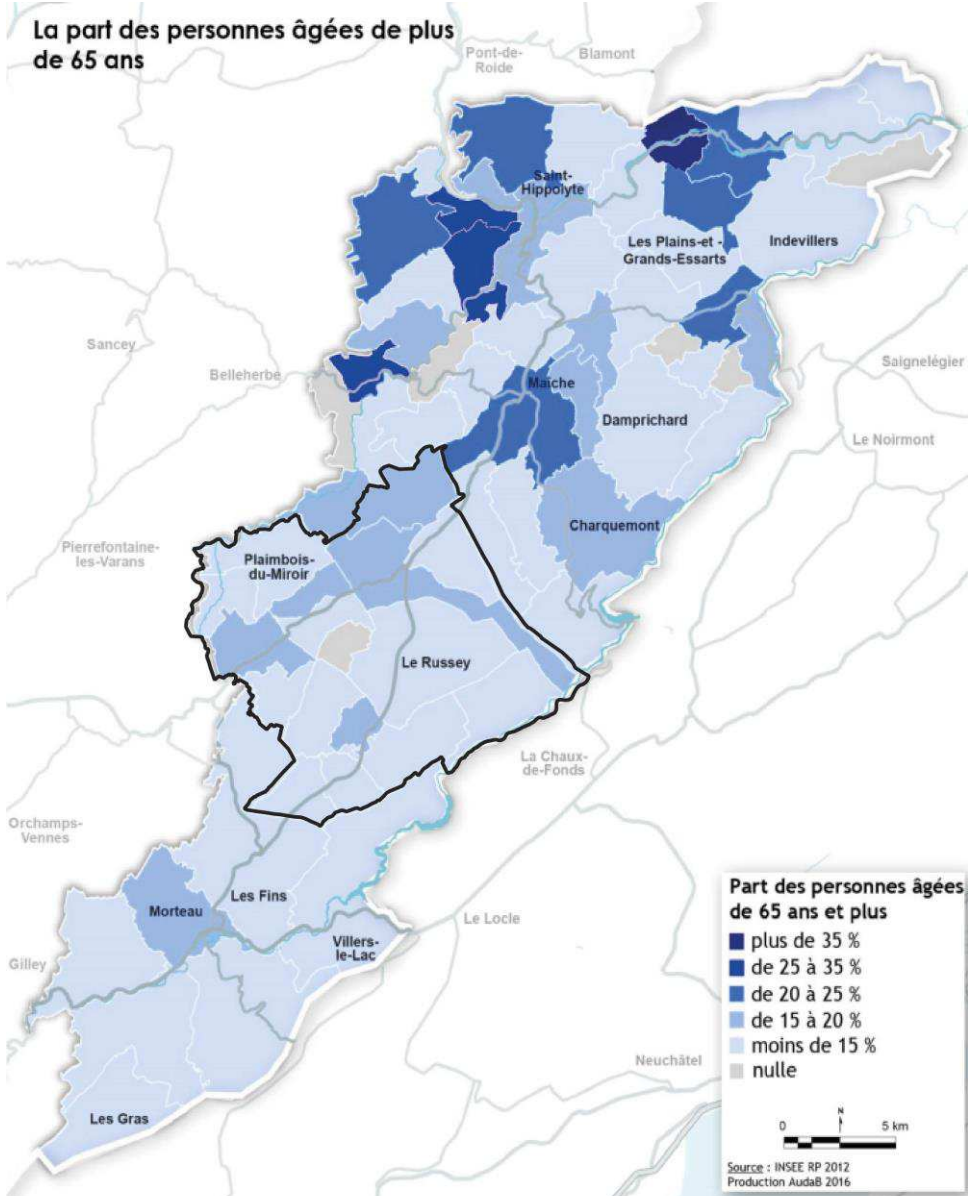 La part des personnes âgées de plus
de 65 ans
Pont-de-
Roide
Blamont
Saint-
Hippolyte
Les Plains-et -
Grands-Essarts
Indevillers
Sancey
Belleherbe
Saignelégier
Maîche
Damprichard
Le Noirmont
Charquemont
Pierrefontaine-
les-Varans
Plaimbois-
du-Miroir
Le Russey
La Chaux-
de-Fonds
Orchamps-
Vennes
Les Fins
Morteau
Le Locle
Villers-
le-Lac
Gilley
Neuchâtel
Les Gras
Part des personnes âgées
de 65 ans et plus
plus de 35 %
de 25 à 35 %
de 20 à 25 %
de 15 à 20 %
moins de 15 %
nulle
N
0 5 km
Source : INSEE RP 2012
Production AudaB 2016